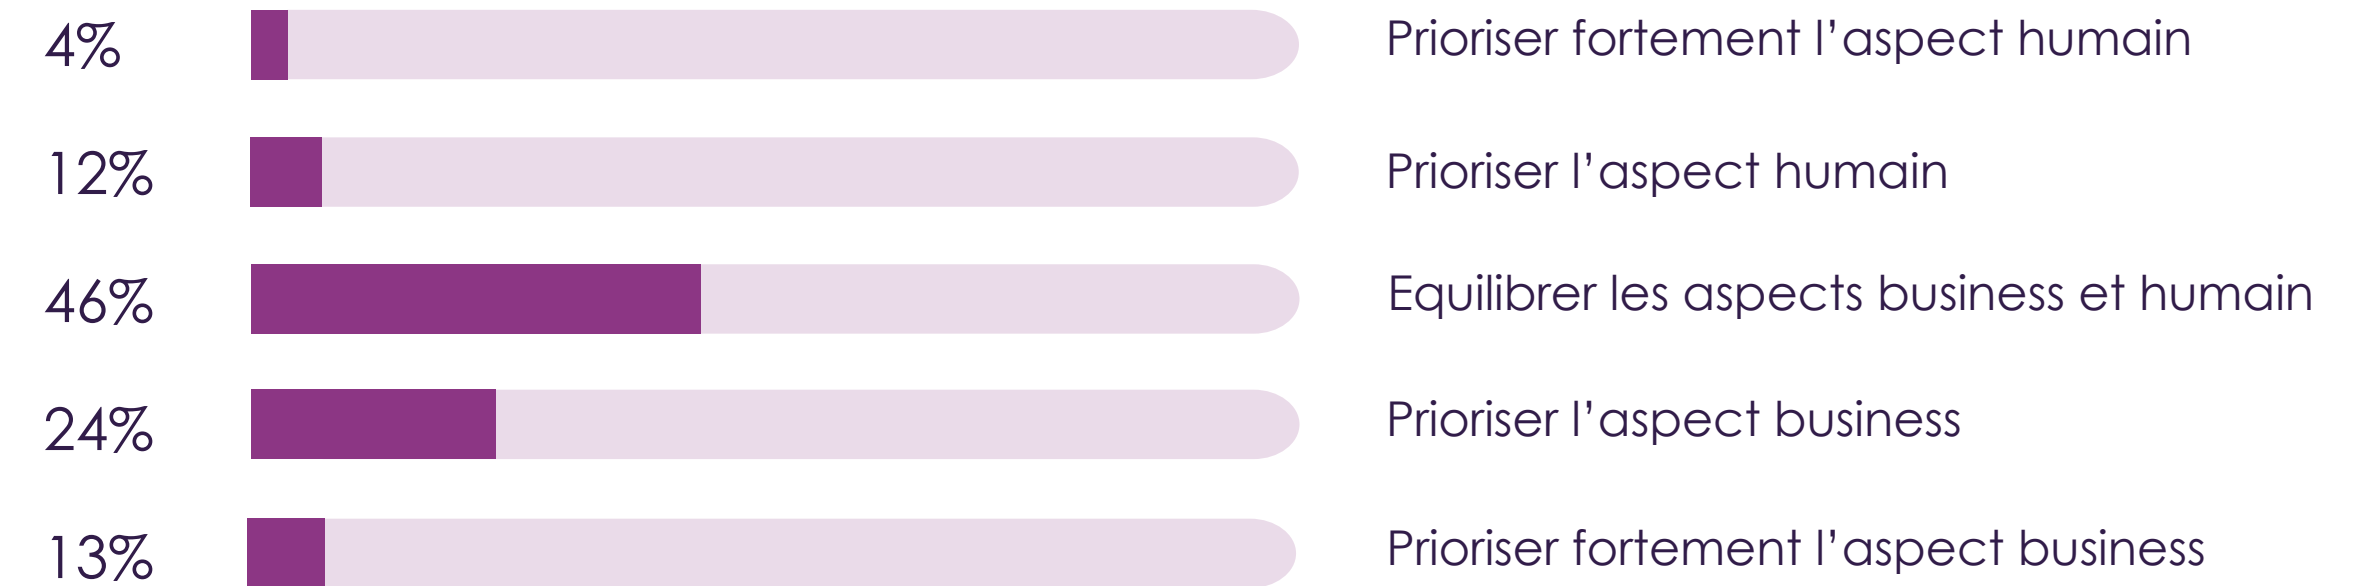 4% Prioriser fortement l’aspect humain
12% Prioriser l’aspect humain
46% Equilibrer les aspects business et humain
24% Prioriser l’aspect business
13% Prioriser fortement l’aspect business